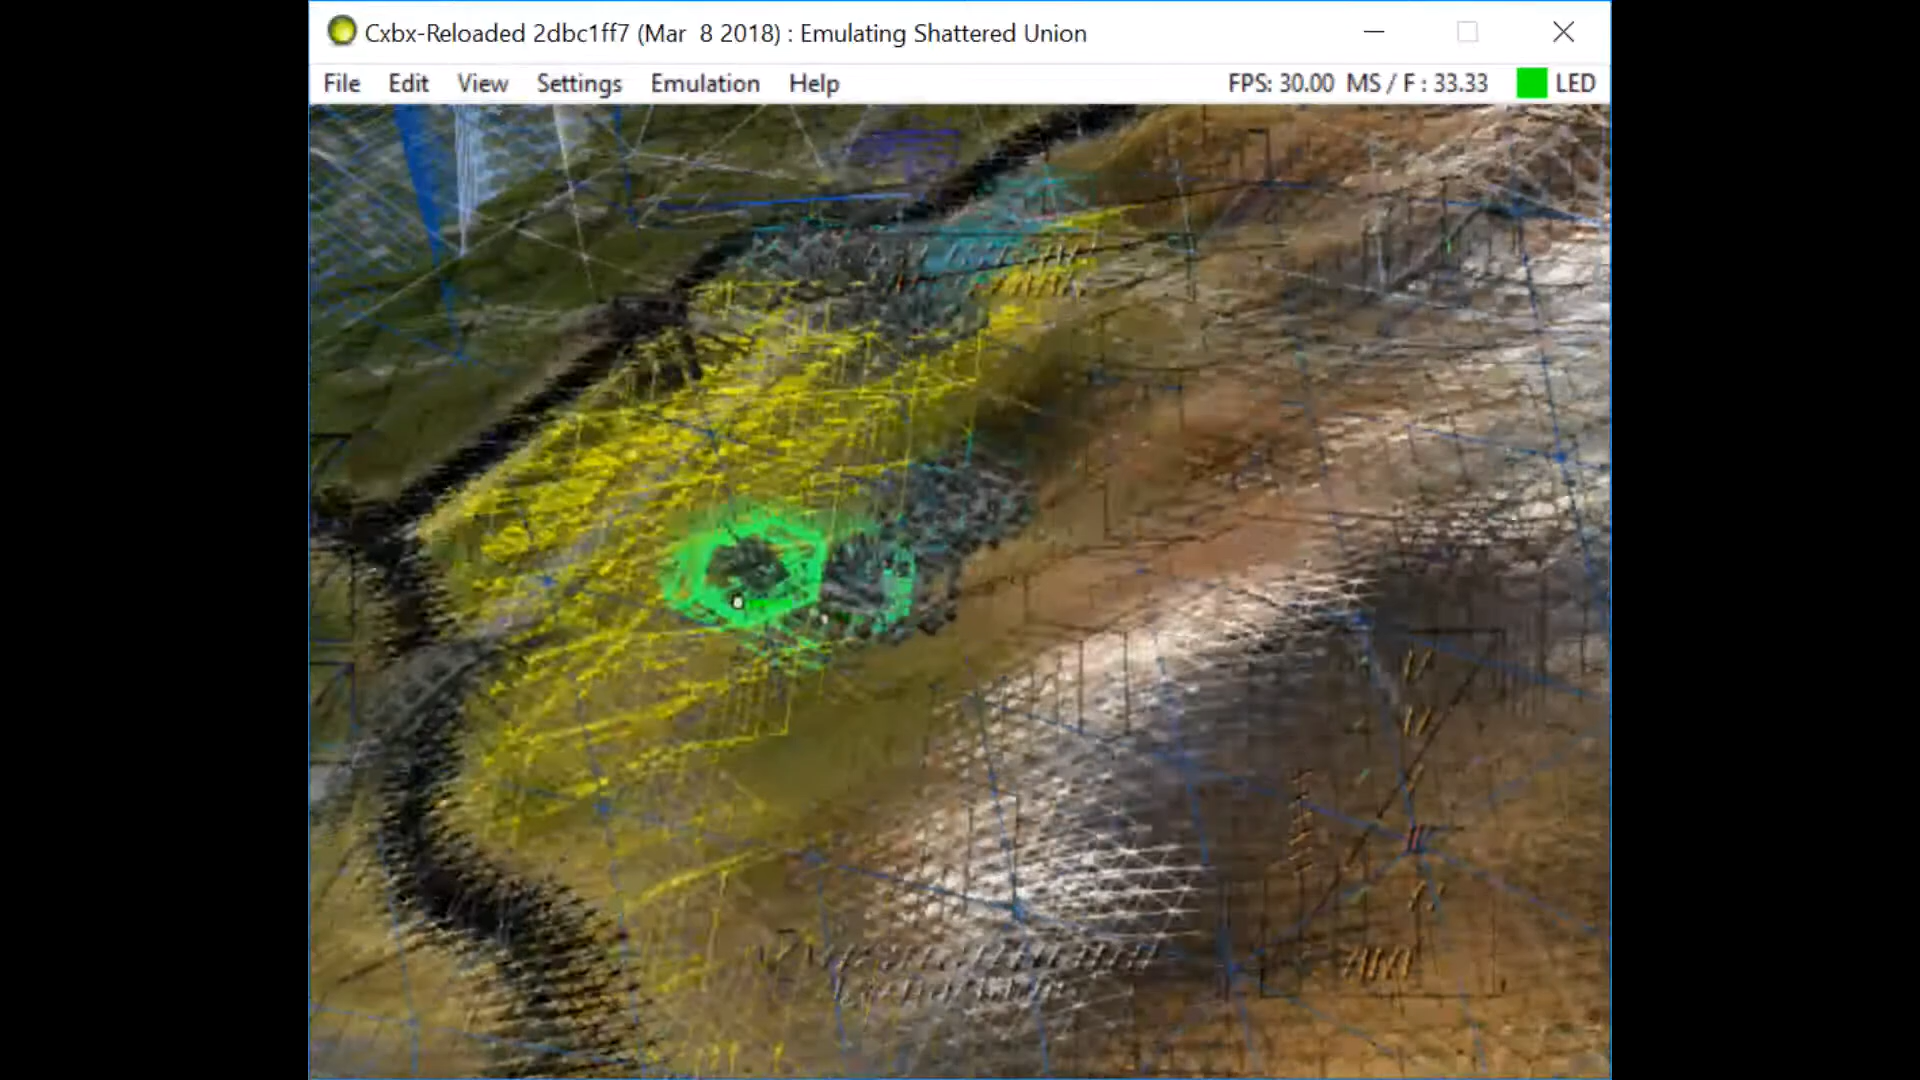 Cxbx-Reloaded 2dbc1ff7 (Mar 8 2018) : Emulating Shattered Union
File Edit View Settings Emulation Help FPS: 30.00 MS / F : 33.33 LED